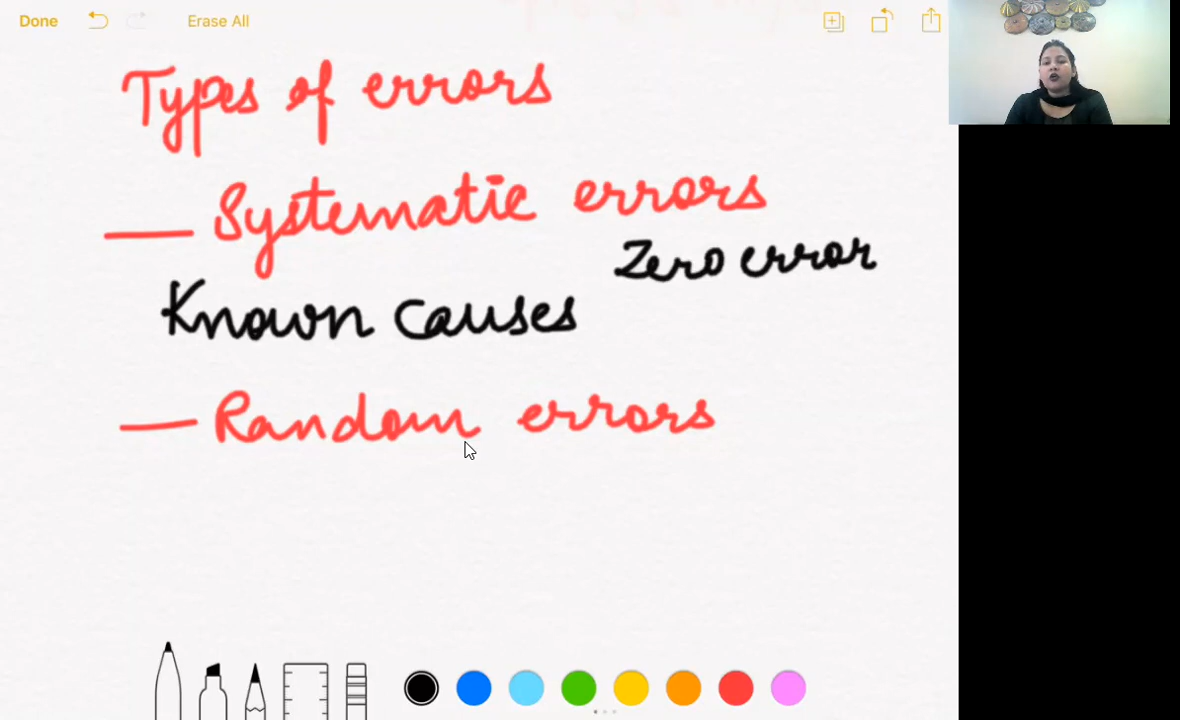 Done Erase All
Types of errors
— Systematic errors
Zero error
Known causes
— Random errors